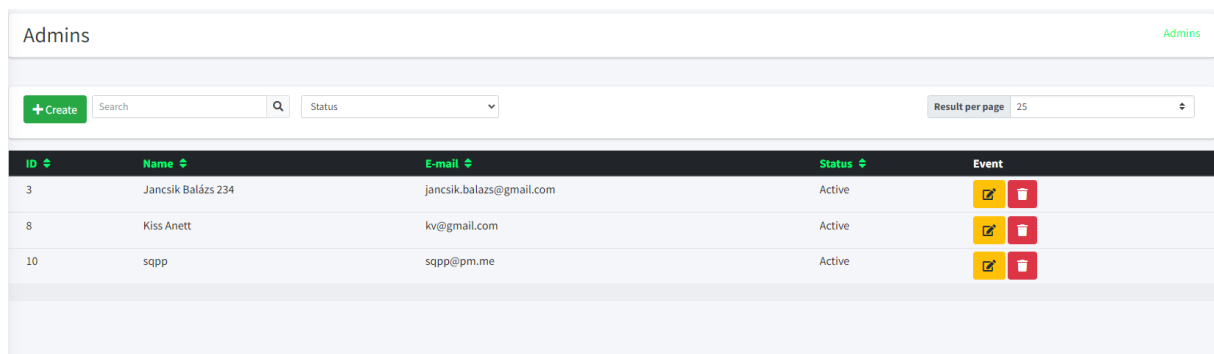 Admins
Admins
Create Search Status Result per page 25
ID Name E-mail Status Event
3 Jancsik Balázs 234 jancsik.balazs@gmail.com Active
8 Kiss Anett kv@gmail.com Active
10 sqpp sqpp@pm.me Active